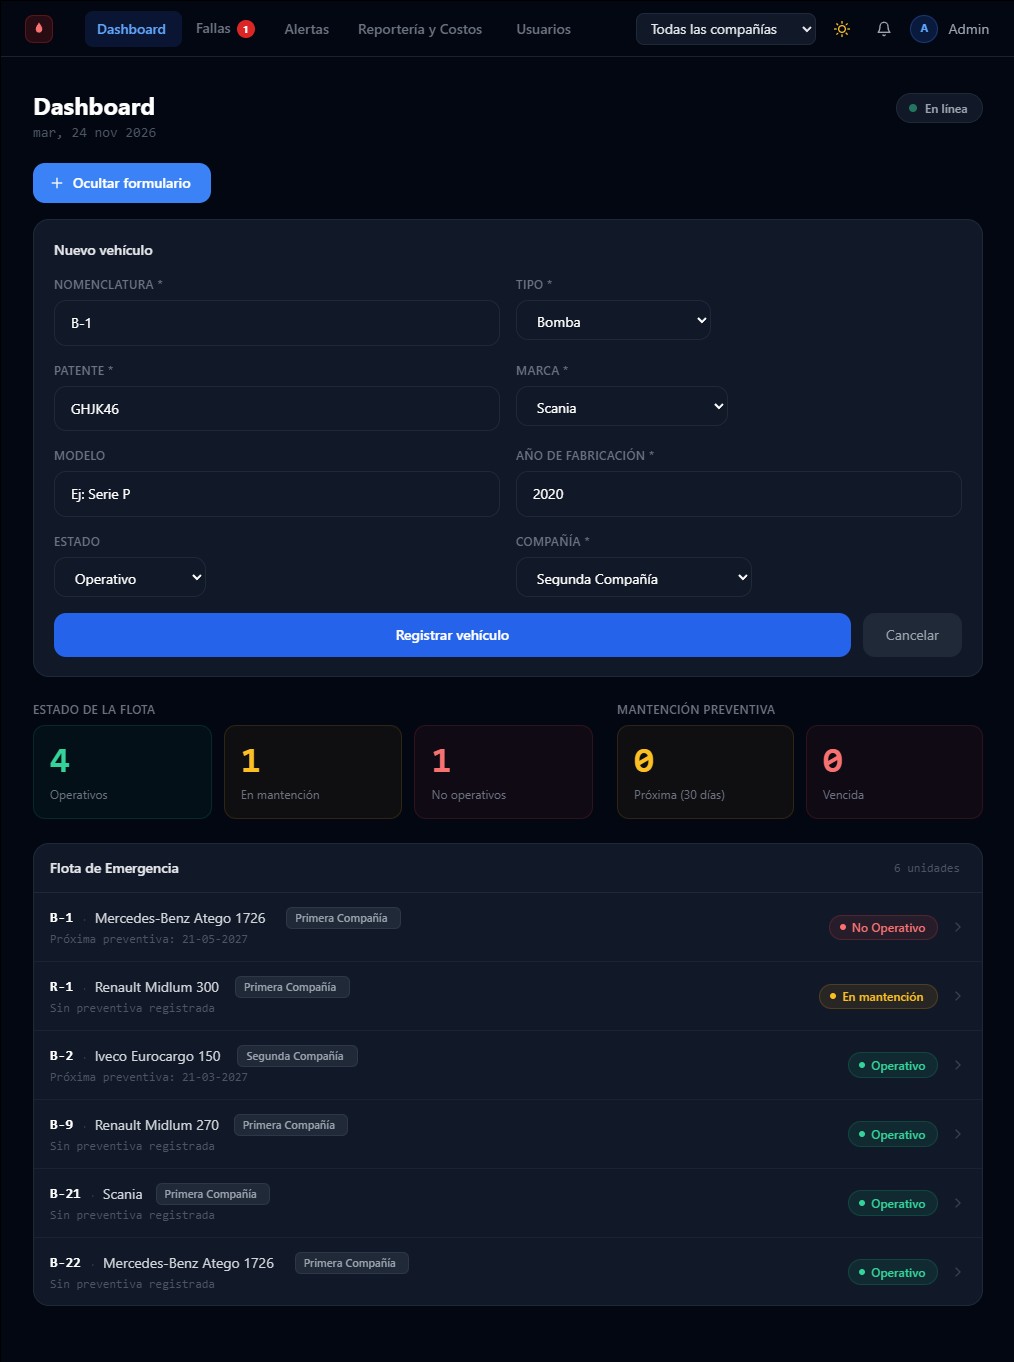 Dashboard
Fallas 1
Alertas
Reportería y Costos
Usuarios
Todas las compañías
A Admin
Dashboard
En línea
mar, 24 nov 2026
+ Ocultar formulario
Nuevo vehículo
NOMENCLATURA *
B-1
TIPO *
Bomba
PATENTE *
GHJK46
MARCA *
Scania
MODELO
Ej: Serie P
AÑO DE FABRICACIÓN *
2020
ESTADO
Operativo
COMPAÑÍA *
Segunda Compañía
Registrar vehículo
Cancelar
ESTADO DE LA FLOTA
4
Operativos
1
En mantención
1
No operativos
MANTENCIÓN PREVENTIVA
0
Próxima (30 días)
0
Vencida
Flota de Emergencia
6 unidades
B-1 · Mercedes-Benz Atego 1726 Primera Compañía
Próxima preventiva: 21-05-2027
No Operativo
R-1 · Renault Midlum 300 Primera Compañía
Sin preventiva registrada
En mantención
B-2 · Iveco Eurocargo 150 Segunda Compañía
Próxima preventiva: 21-03-2027
Operativo
B-9 · Renault Midlum 270 Primera Compañía
Sin preventiva registrada
Operativo
B-21 · Scania Primera Compañía
Sin preventiva registrada
Operativo
B-22 · Mercedes-Benz Atego 1726 Primera Compañía
Sin preventiva registrada
Operativo